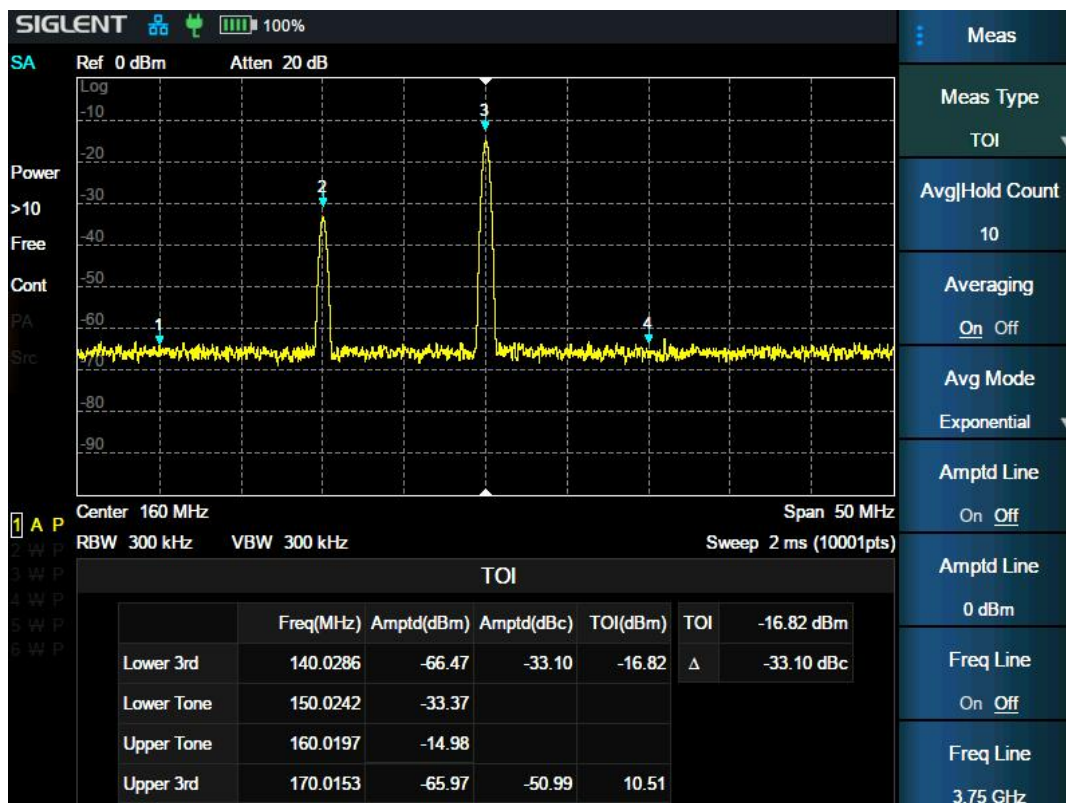 SIGLENT 100%
SA Ref 0 dBm Atten 20 dB
Log
-10
-20
-30
-40
-50
-60
-70
-80
-90
3
2
1
4
Power
>10
Free
Cont
PA
Src
Center 160 MHz Span 50 MHz
RBW 300 kHz VBW 300 kHz Sweep 2 ms (10001pts)
1 A P
2 W P
3 W P
4 W P
5 W P
6 W P
TOI
Freq(MHz) Amptd(dBm) Amptd(dBc) TOI(dBm) TOI -16.82 dBm
Lower 3rd 140.0286 -66.47 -33.10 -16.82 Δ -33.10 dBc
Lower Tone 150.0242 -33.37
Upper Tone 160.0197 -14.98
Upper 3rd 170.0153 -65.97 -50.99 10.51
Meas
Meas Type
TOI
Avg|Hold Count
10
Averaging
On Off
Avg Mode
Exponential
Amptd Line
On Off
Amptd Line
0 dBm
Freq Line
On Off
Freq Line
3.75 GHz